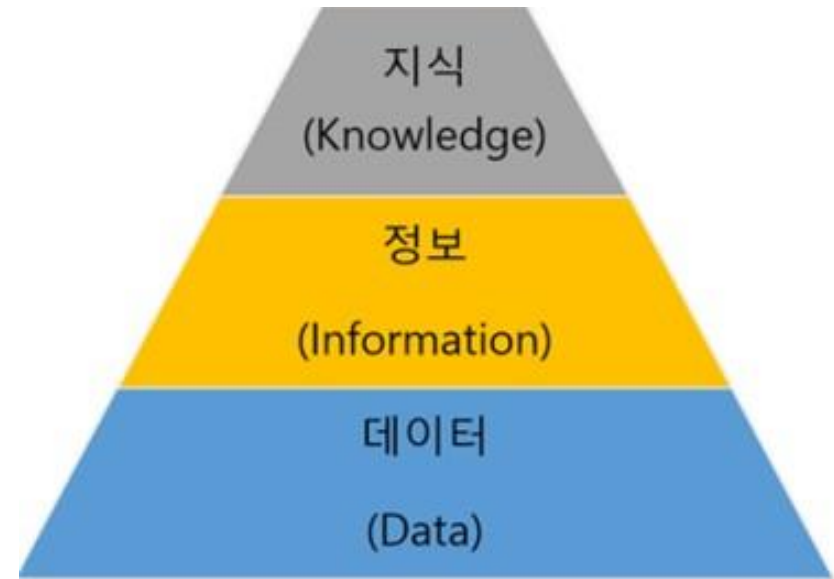 지식
(Knowledge)
정보
(Information)
데이터
(Data)